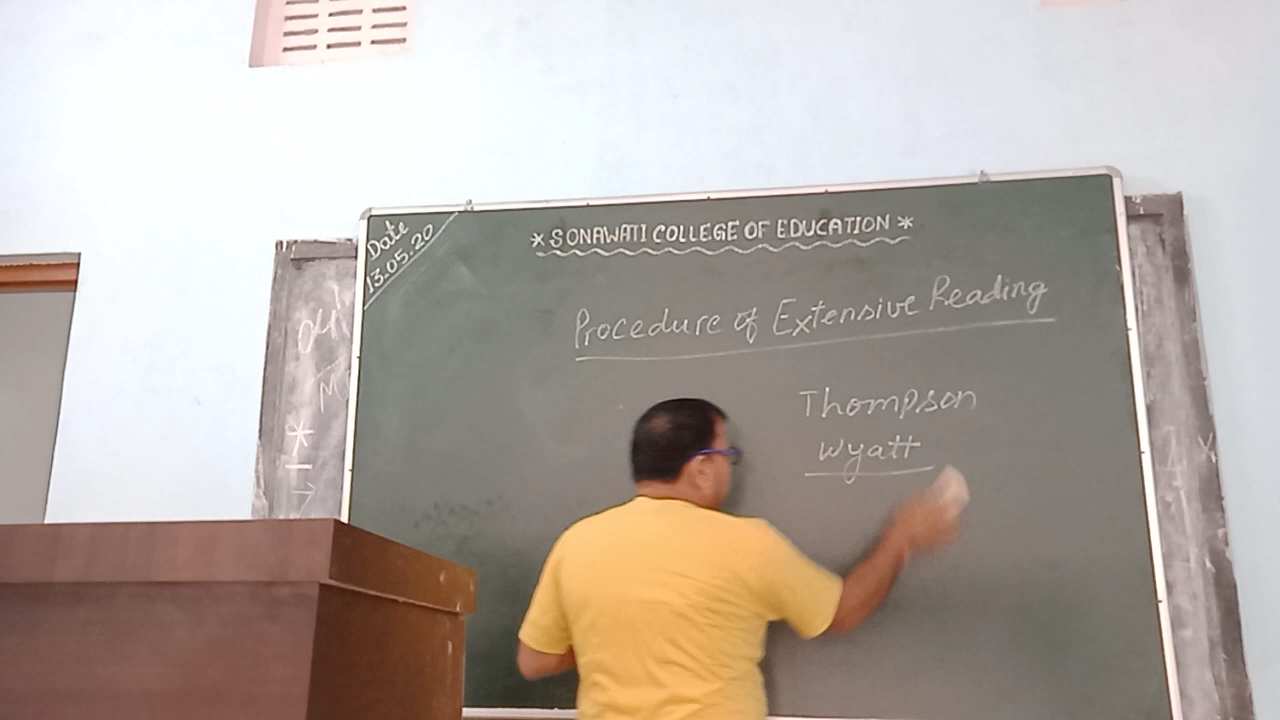 Date
13.05.20
* SONAWATI COLLEGE OF EDUCATION *
Procedure of Extensive Reading
Thompson
Wyatt